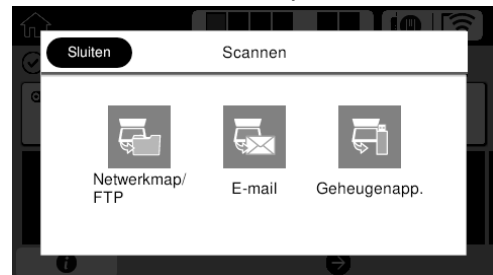 Sluiten
Scannen
Netwerkmap/
FTP
E-mail
Geheugenapp.